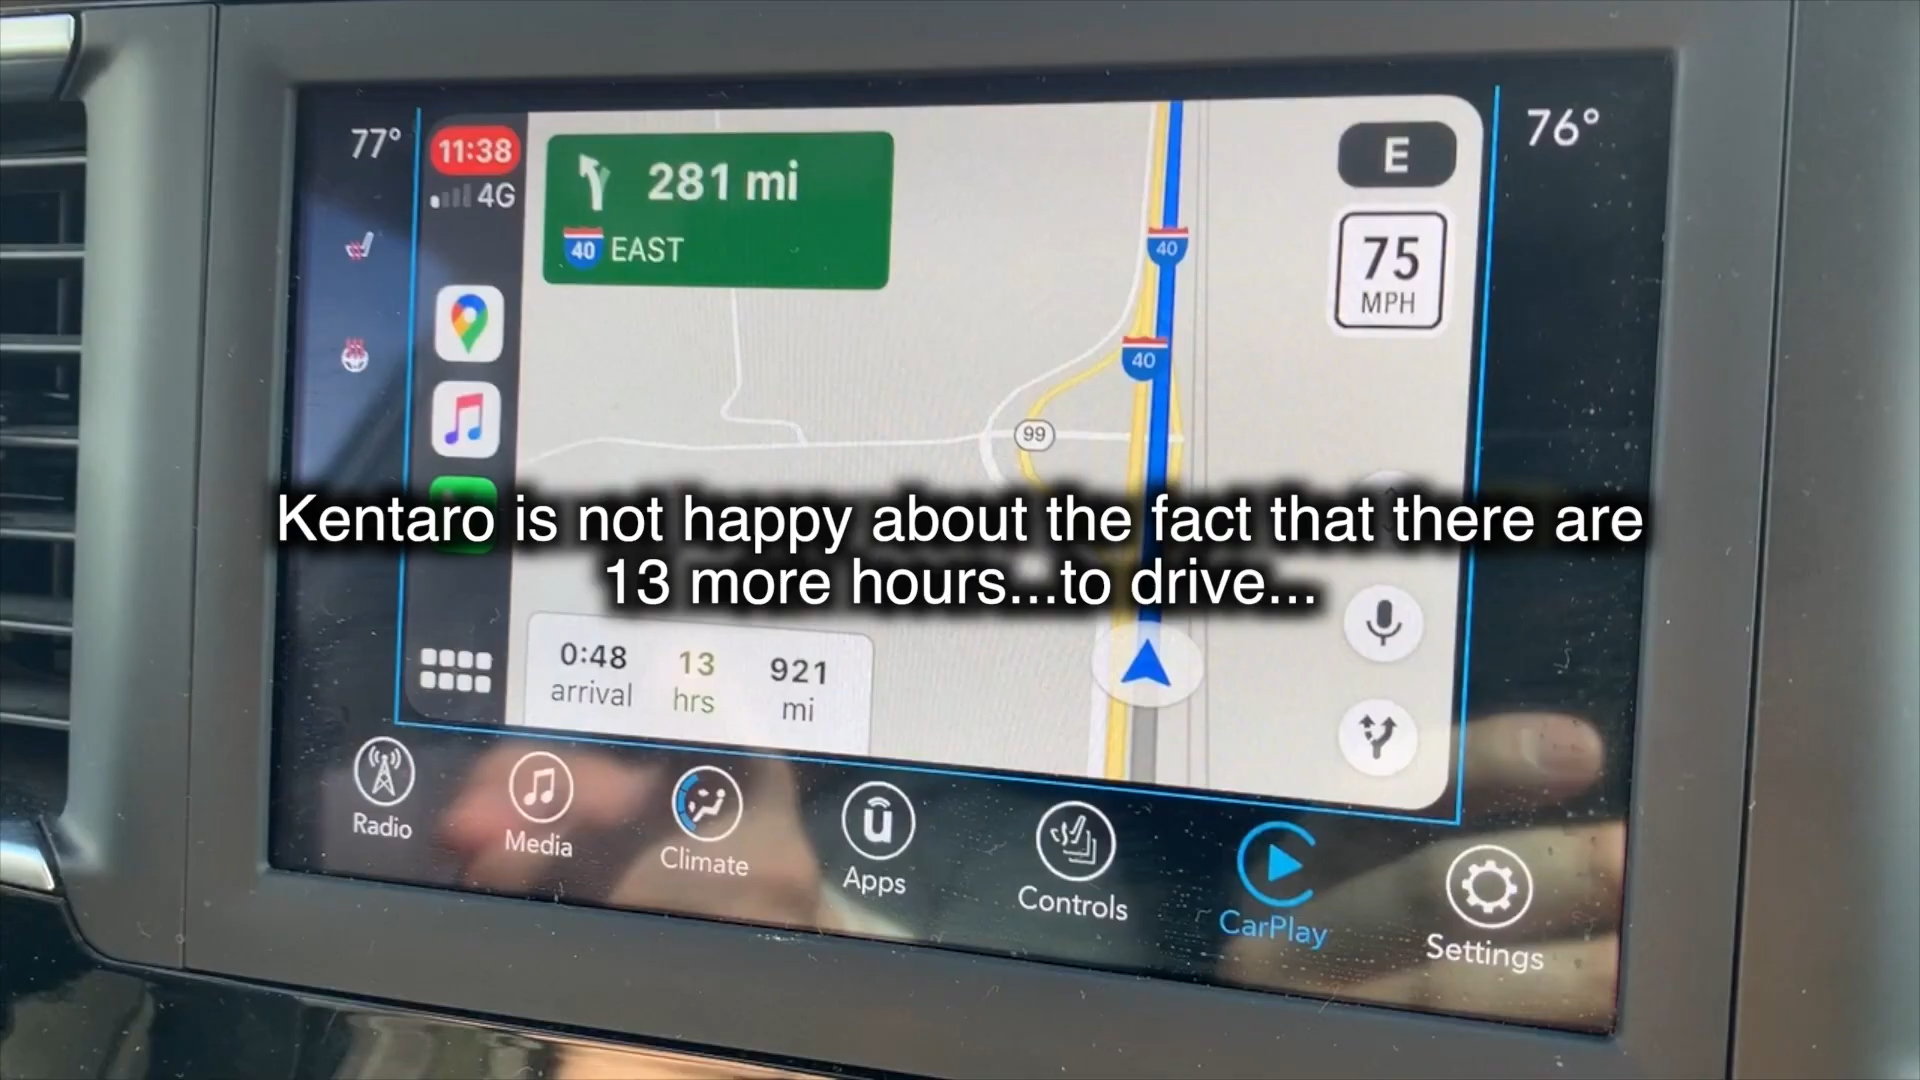 77°
11:38
4G
281 mi
40 EAST
E
76°
75
MPH
40
40
99
Kentaro is not happy about the fact that there are
13 more hours...to drive...
0:48 13 921
arrival hrs mi
Radio
Media
Climate
Apps
Controls
CarPlay
Settings